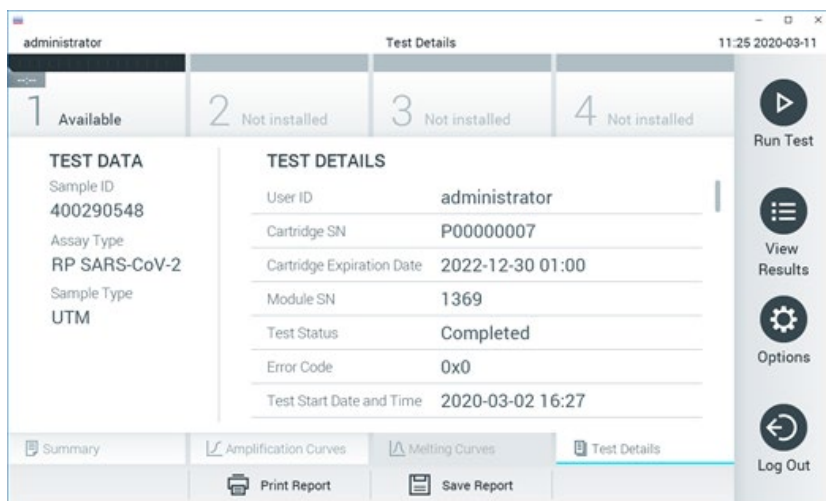 administrator Test Details 11:25 2020-03-11
--:--
1 Available 2 Not installed 3 Not installed 4 Not installed
Run Test
TEST DATA
Sample ID
400290548
Assay Type
RP SARS-CoV-2
Sample Type
UTM
TEST DETAILS
User ID administrator
Cartridge SN P00000007
Cartridge Expiration Date 2022-12-30 01:00
Module SN 1369
Test Status Completed
Error Code 0x0
Test Start Date and Time 2020-03-02 16:27
View
Results
Options
Log Out
Summary Amplification Curves Melting Curves Test Details
Print Report Save Report